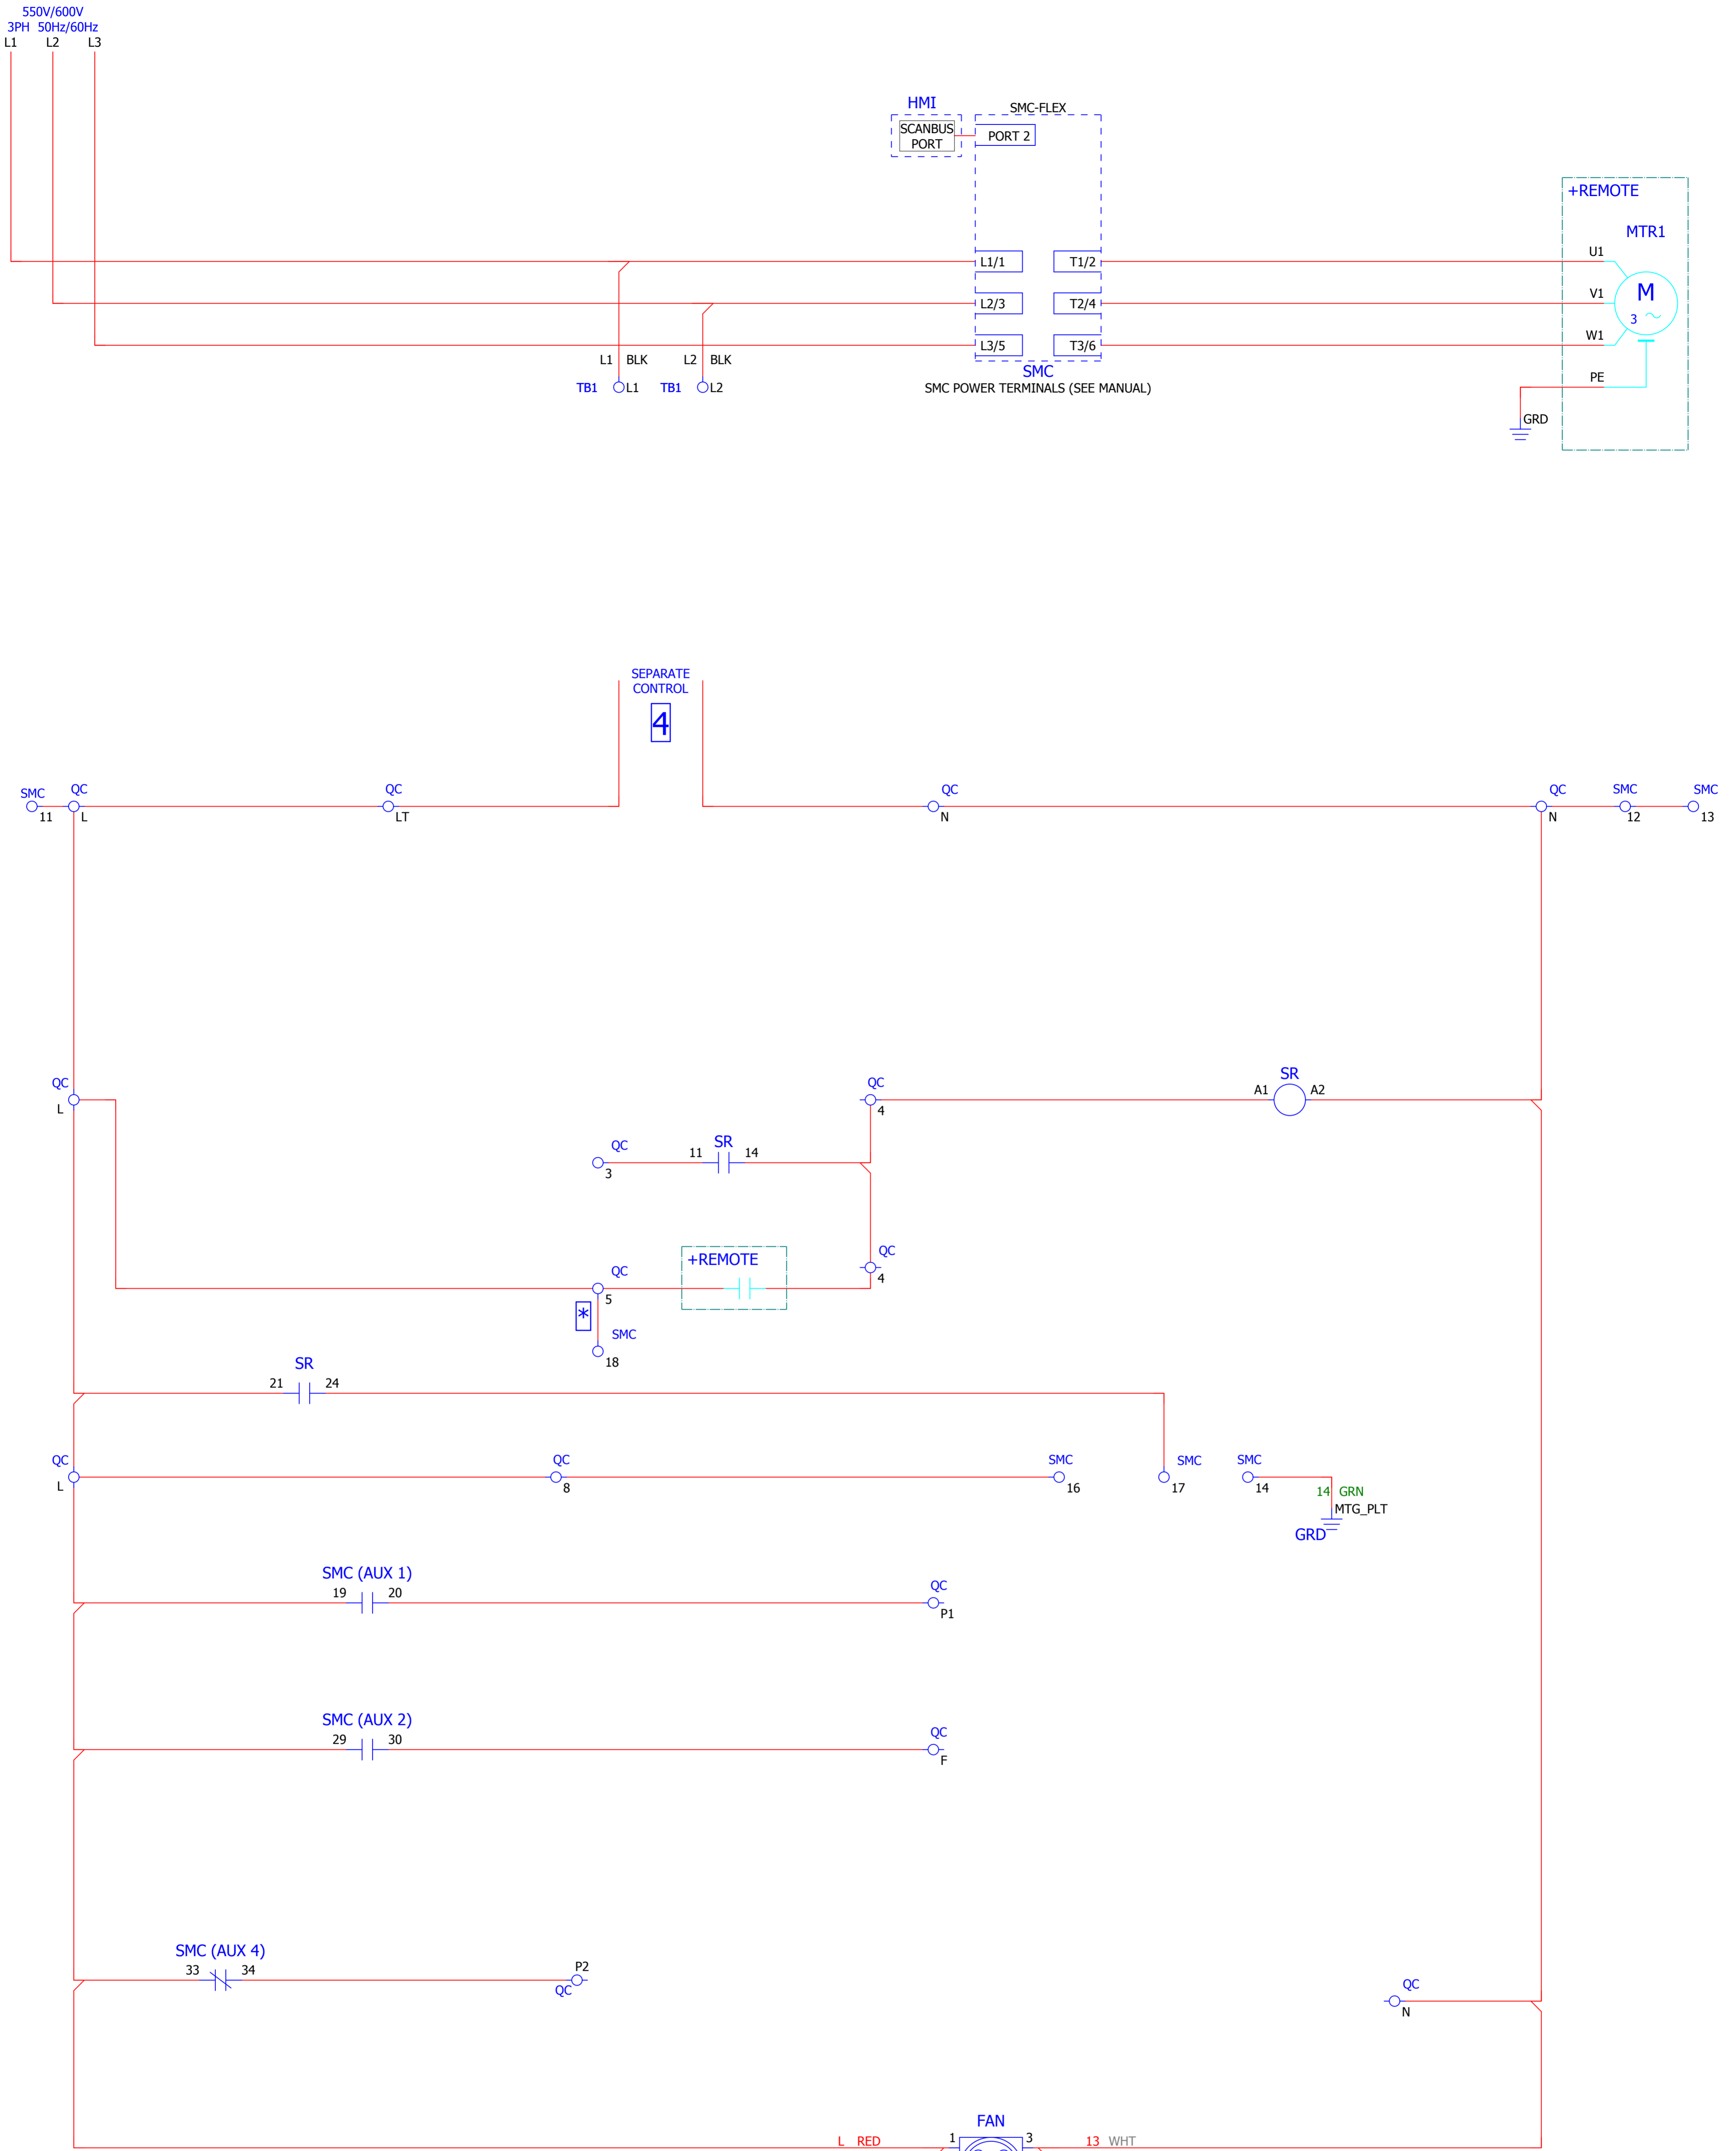 550V/600V
3PH 50Hz/60Hz
L1 L2 L3
HMI
SMC-FLEX
SCANBUS
PORT
PORT 2
+REMOTE
MTR1
L1/1 T1/2 U1
L2/3 T2/4 V1
M
3
L3/5 T3/6 W1
L1 BLK L2 BLK
SMC
PE
TB1 L1 TB1 L2
SMC POWER TERMINALS (SEE MANUAL)
GRD
SEPARATE
CONTROL
4
SMC QC QC QC QC SMC SMC
11 L LT N N 12 13
QC QC SR
A1 A2
L 4
QC SR
11 14
3
QC
+REMOTE
4
QC
5
*
SMC
18
SR
21 24
QC QC SMC SMC SMC
L 8 16 17 14
14 GRN
MTG_PLT
GRD
SMC (AUX 1)
19 20 QC
P1
SMC (AUX 2)
29 30 QC
F
SMC (AUX 4)
33 34 P2
QC
QC
N
FAN
L RED 1 3 13 WHT